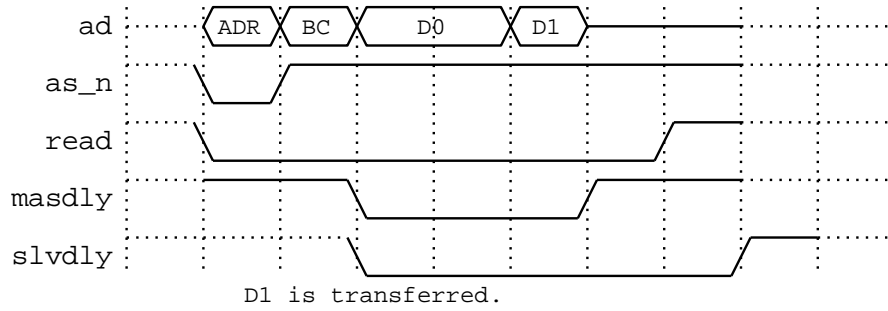 ad ADR BC D0 D1
as_n
read
masdly
slvdly
D1 is transferred.